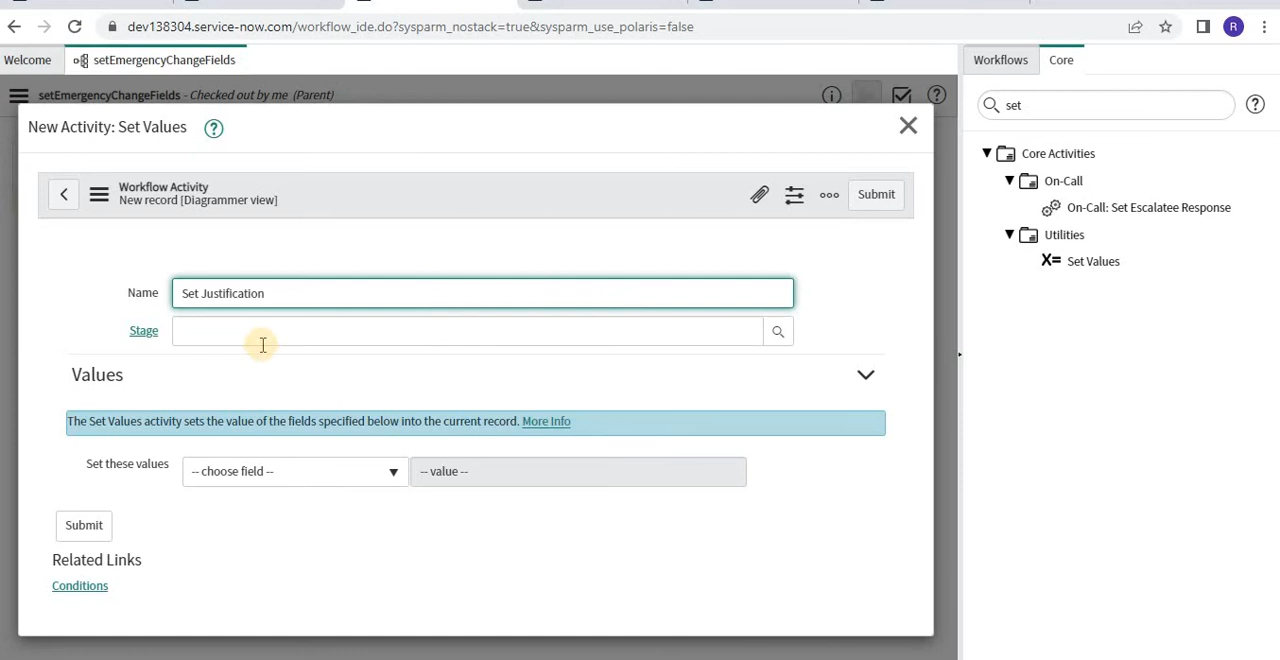 dev138304.service-now.com/workflow_ide.do?sysparm_nostack=true&sysparm_use_polaris=false
R
Welcome
setEmergencyChangeFields
Workflows
Core
setEmergencyChangeFields - Checked out by me (Parent)
set
New Activity: Set Values
Core Activities
On-Call
On-Call: Set Escalatee Response
Utilities
Set Values
Workflow Activity
New record [Diagrammer view]
Submit
Name
Set Justification
Stage
Values
The Set Values activity sets the value of the fields specified below into the current record. More Info
Set these values
-- choose field --
-- value --
Submit
Related Links
Conditions